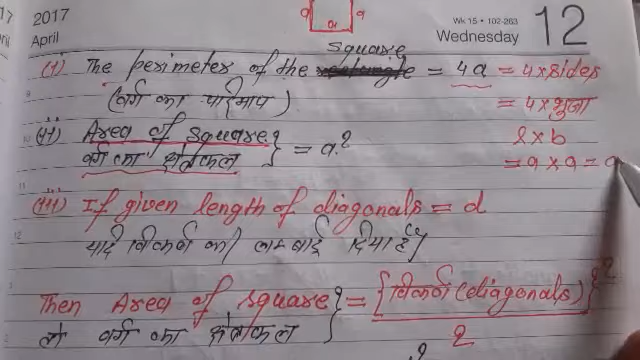 17 2017
April
Wk 15 • 102-263
Wednesday 12
a a a
(i) The perimeter of the square = 4a = 4×sides
(वर्ग का परिमाप) = 4×भुजा
(ii) Area of square } = a² l×b
वर्ग का क्षेत्रफल = a×a = a
(iii) If given length of diagonals = d
यदि विकर्ण की लम्बाई दिया है
Then Area of square } = {विकर्ण (diagonals)}²
तो वर्ग का क्षेत्रफल 2